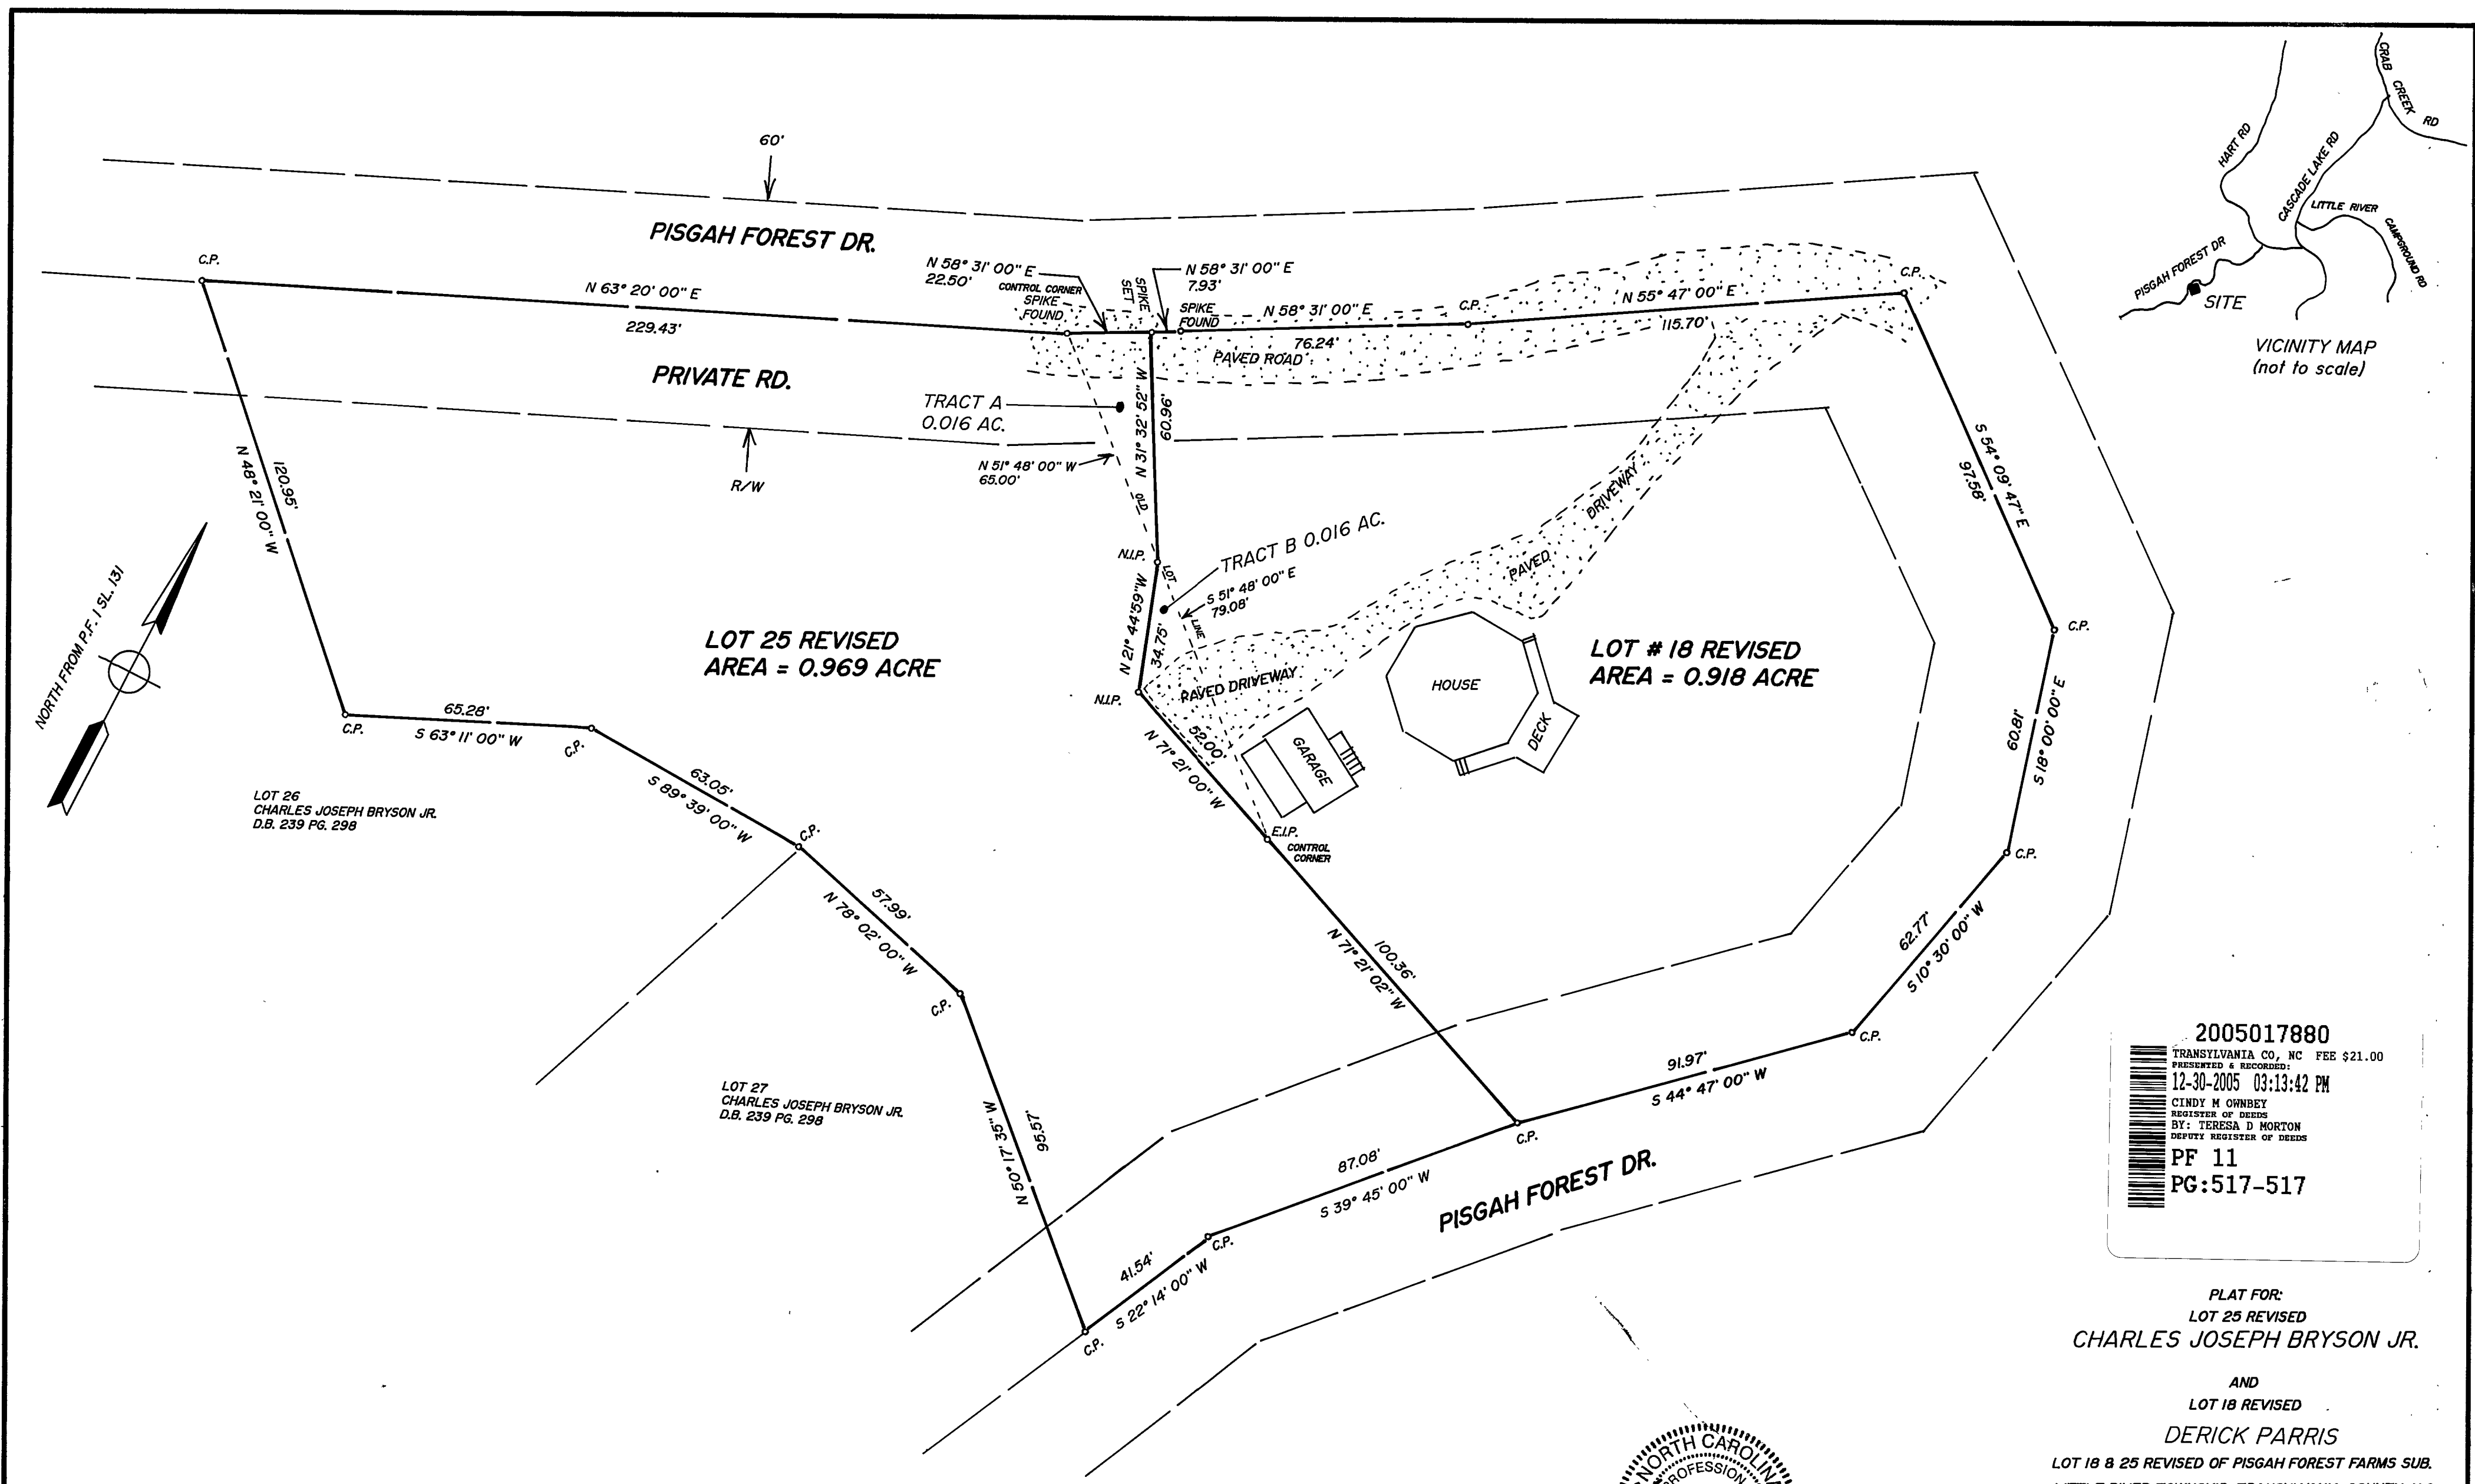 60'
PISGAH FOREST DR.
C.P.
N 63° 20' 00" E
229.43'
PRIVATE RD.
N 58° 31' 00" E
22.50'
CONTROL CORNER
SPIKE
FOUND
SPIKE
SET
N 58° 31' 00" E
7.93'
SPIKE
FOUND
N 58° 31' 00" E
76.24'
C.P.
PAVED ROAD
N 55° 47' 00" E
115.70'
C.P.
HART RD
CRAB CREEK RD
CASCADE LAKE RD
LITTLE RIVER
CAMPGROUND RD
PISGAH FOREST DR
SITE
VICINITY MAP
(not to scale)
TRACT A
0.016 AC.
N 31° 32' 52" W
60.96'
N 51° 48' 00" W
65.00'
R/W
OLD
LOT
LINE
N 48° 21' 00" W
120.95'
S 54° 09' 47" E
97.58'
N.I.P.
TRACT B 0.016 AC.
S 51° 48' 00" E
79.08'
PAVED
DRIVEWAY
NORTH FROM P.F. 1 SL. 131
LOT 25 REVISED
AREA = 0.969 ACRE
N 21° 44'59"W
34.75'
N.I.P.
PAVED DRIVEWAY
HOUSE
DECK
GARAGE
LOT # 18 REVISED
AREA = 0.918 ACRE
C.P.
60.81'
S 18° 00' 00" E
C.P.
65.28'
S 63° 11' 00" W
C.P.
C.P.
63.05'
S 89° 39' 00" W
C.P.
52.00'
N 71° 21' 00" W
E.I.P.
CONTROL
CORNER
LOT 26
CHARLES JOSEPH BRYSON JR.
D.B. 239 PG. 298
57.99'
N 78° 02' 00" W
C.P.
100.36'
N 71° 21' 02" W
62.77'
S 10° 30' 00" W
C.P.
91.97'
S 44° 47' 00" W
C.P.
LOT 27
CHARLES JOSEPH BRYSON JR.
D.B. 239 PG. 298
95.57'
N 50° 17' 35" W
87.08'
S 39° 45' 00" W
C.P.
41.54'
S 22° 14' 00" W
C.P.
PISGAH FOREST DR.
2005017880
TRANSYLVANIA CO, NC FEE $21.00
PRESENTED & RECORDED:
12-30-2005 03:13:42 PM
CINDY M OWNBEY
REGISTER OF DEEDS
BY: TERESA D MORTON
DEPUTY REGISTER OF DEEDS
PF 11
PG:517-517
PLAT FOR:
LOT 25 REVISED
CHARLES JOSEPH BRYSON JR.
AND
LOT 18 REVISED
DERICK PARRIS
LOT 18 & 25 REVISED OF PISGAH FOREST FARMS SUB.
NORTH CAROLINA